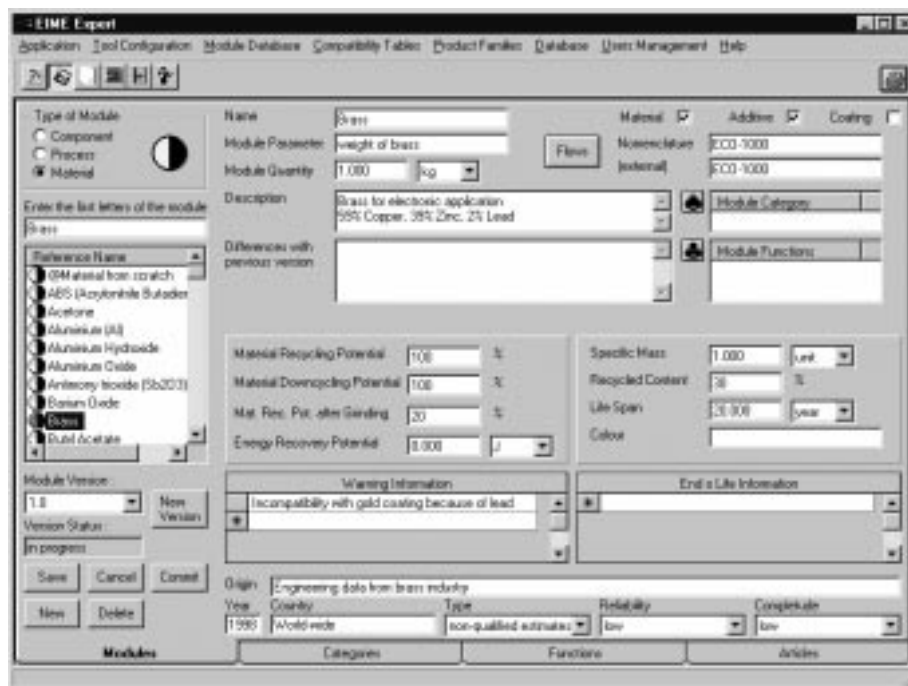 EIME Expert
Application Tool Configuration Module Database Compatibility Tables Product Families Database Users Management Help
Type of Module
Component
Process
Material
Enter the first letters of the module
Brass
Reference Name
@Material from scratch
ABS (Acrylonitrile Butadien
Acetone
Aluminium (Al)
Aluminium Hydroxide
Aluminium Oxide
Antimony trioxide (Sb2O3)
Barium Oxide
Brass
Butyl Acetate
Module Version :
1.0
New Version
Version Status :
in progress
Save Cancel Commit
New Delete
Name Brass
Module Parameter weight of brass
Module Quantity 1.000 kg
Flows
Material Additive Coating
Nomenclature ECO-1000
(external) ECO-1000
Description
Brass for electronic application
59% Copper, 39% Zinc, 2% Lead
Module Category
Differences with
previous version
Module Functions
Material Recycling Potential 100 %
Material Downcycling Potential 100 %
Mat. Rec. Pot. after Grinding 20 %
Energy Recovery Potential 0.000 J
Specific Mass 1.000 unit
Recycled Content 30 %
Life Span 20.000 year
Colour
Warning Information
Incompatibility with gold coating because of lead
End o Life Information
Origin Engineering data from brass industry
Year Country Type Reliability Completude
1998 World-wide non-qualified estimates low low
Modules Categories Functions Articles